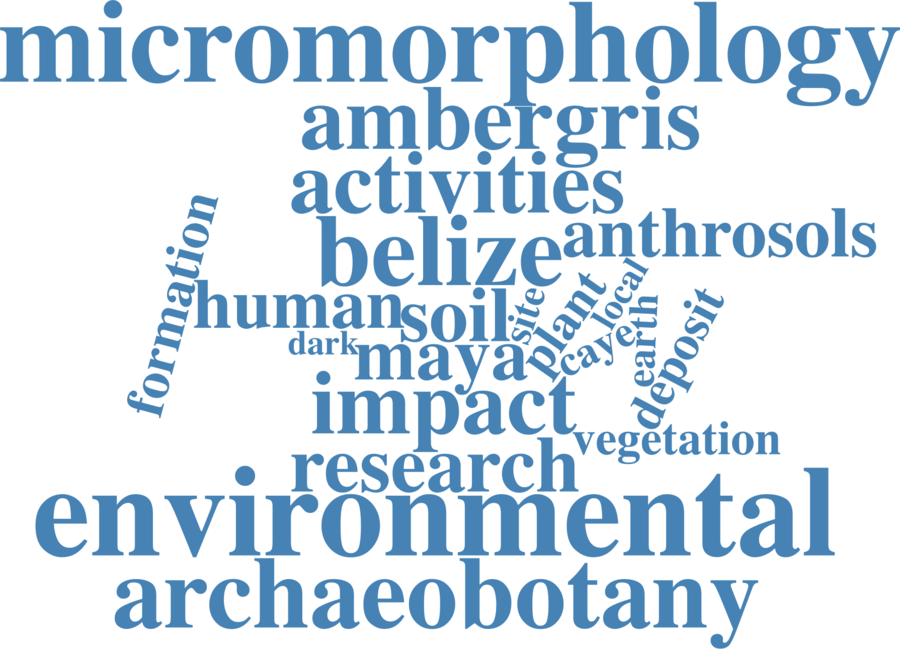 micromorphology
ambergris
activities
anthrosols
belize
formation
human
soil
site
plant
local
cayeth
earth
deposit
dark
maya
impact
vegetation
research
environmental
archaeobotany